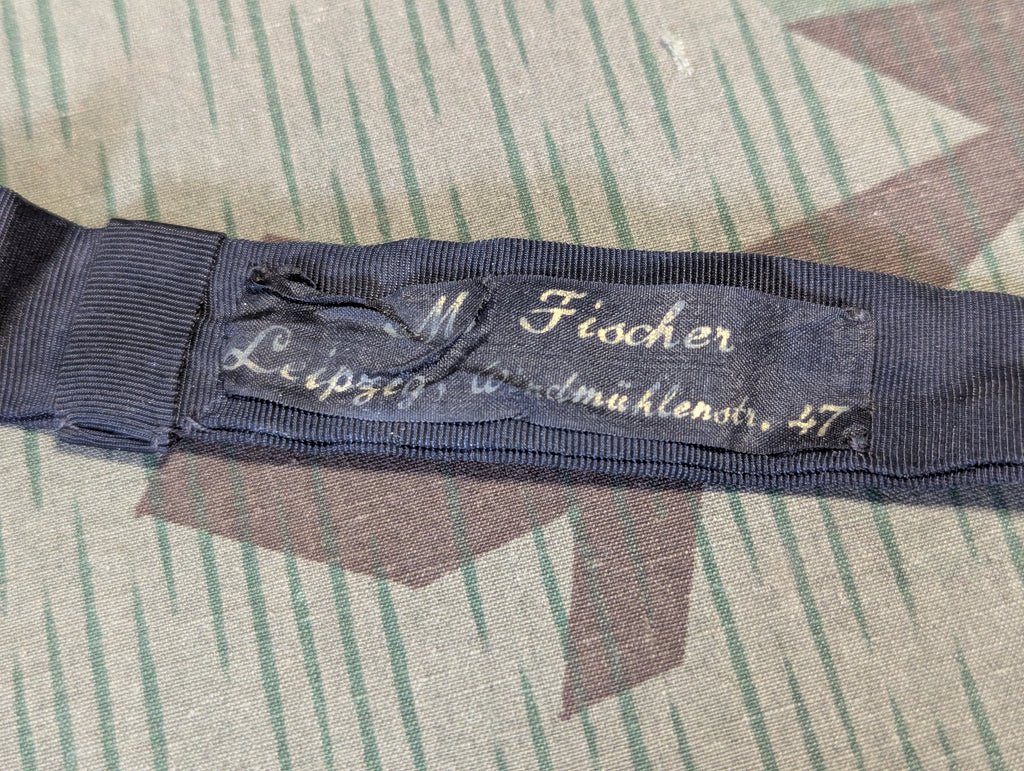 M. Fischer
Leipzig, Windmühlenstr. 47